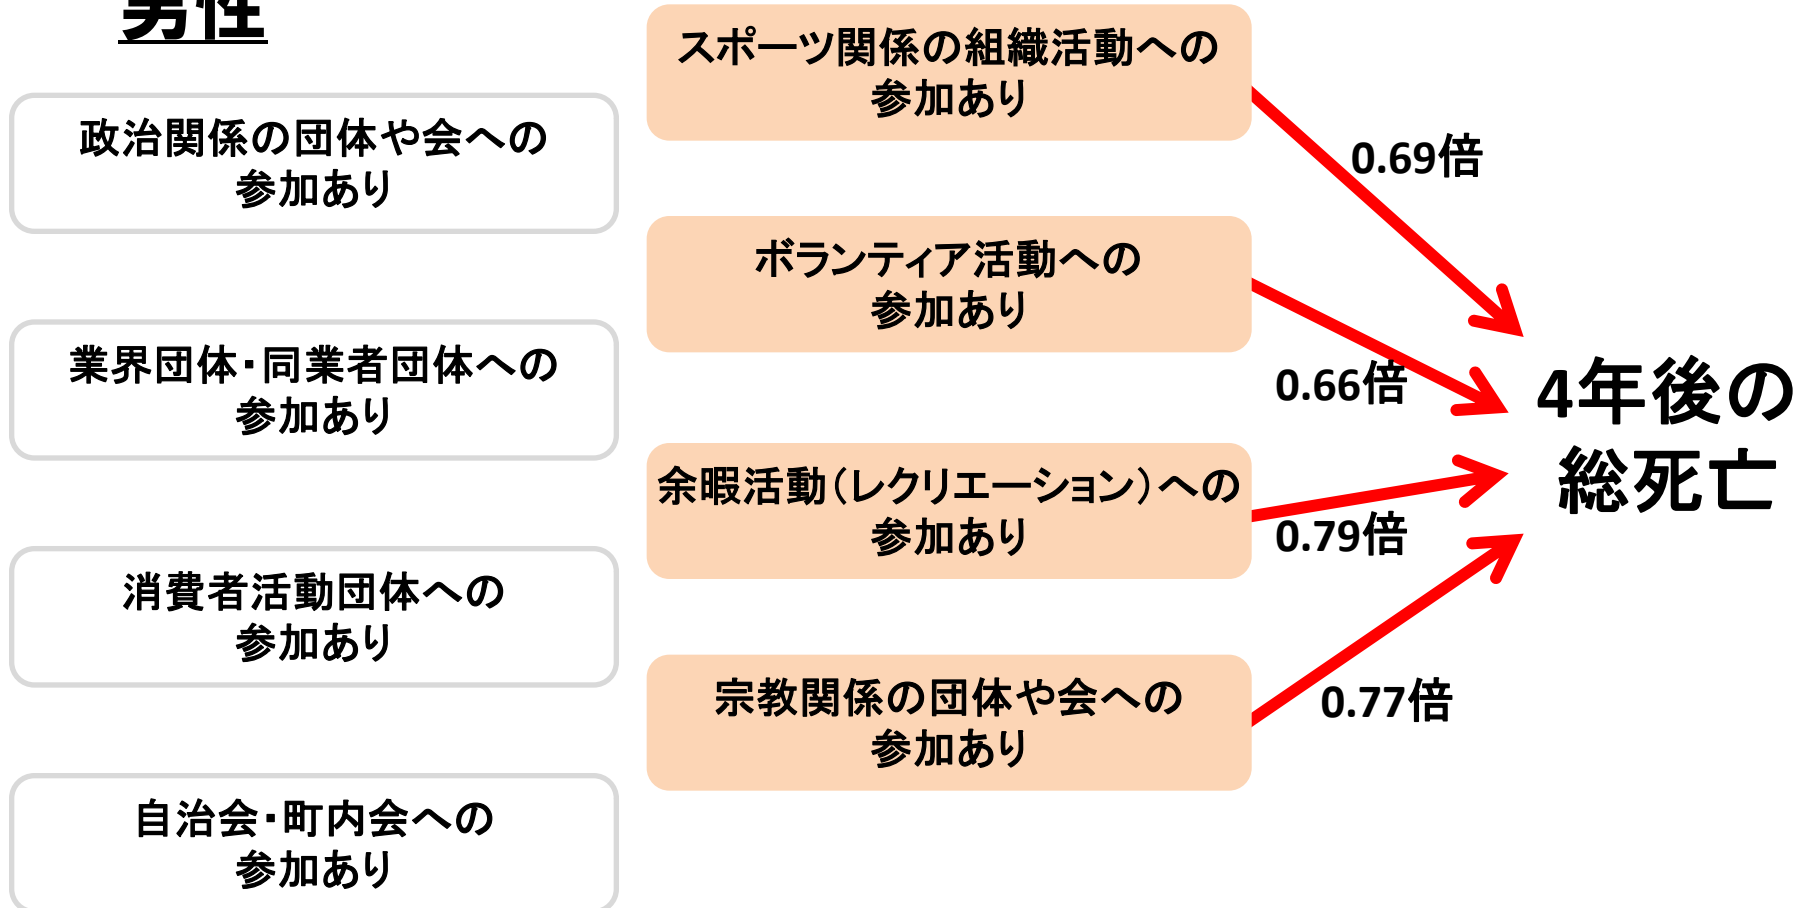 男性
政治関係の団体や会への
参加あり
業界団体・同業者団体への
参加あり
消費者活動団体への
参加あり
自治会・町内会への
参加あり
スポーツ関係の組織活動への
参加あり
ボランティア活動への
参加あり
余暇活動(レクリエーション)への
参加あり
宗教関係の団体や会への
参加あり
0.69倍
0.66倍
0.79倍
0.77倍
4年後の
総死亡